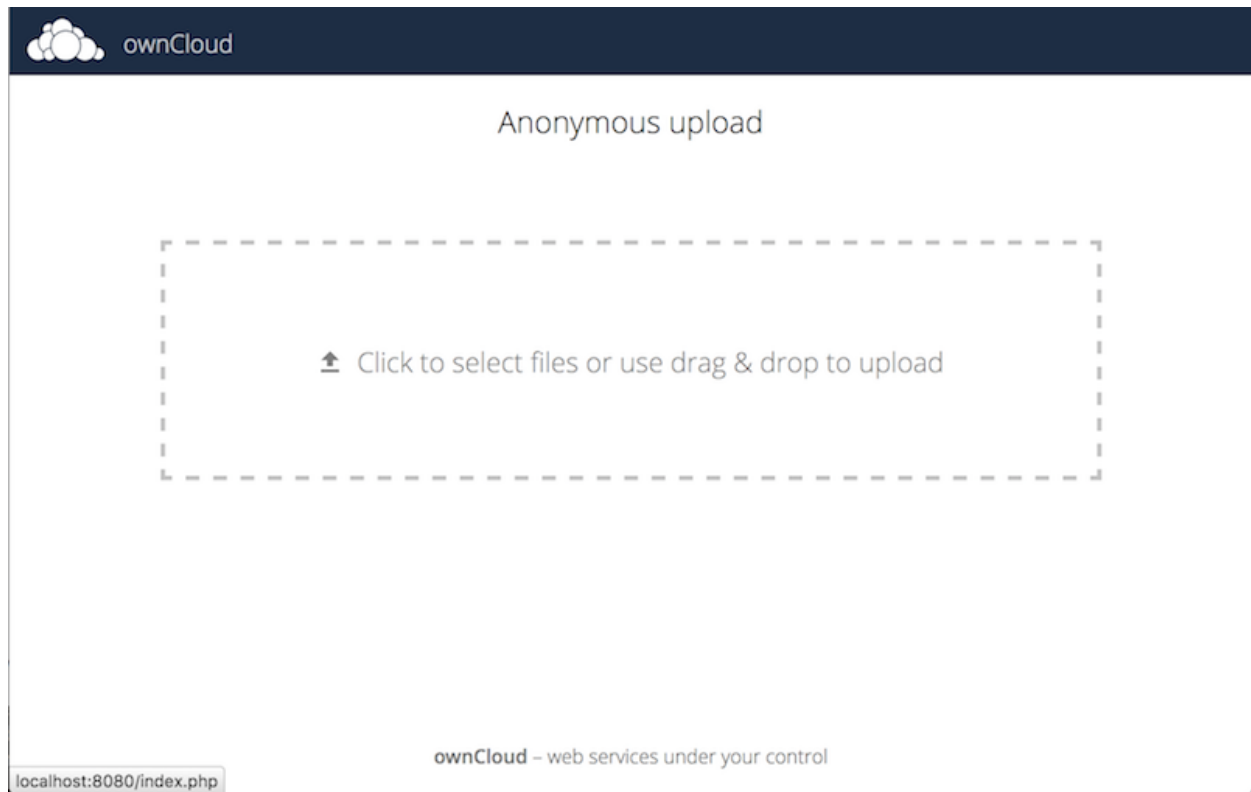 ownCloud
Anonymous upload
Click to select files or use drag & drop to upload
ownCloud – web services under your control
localhost:8080/index.php